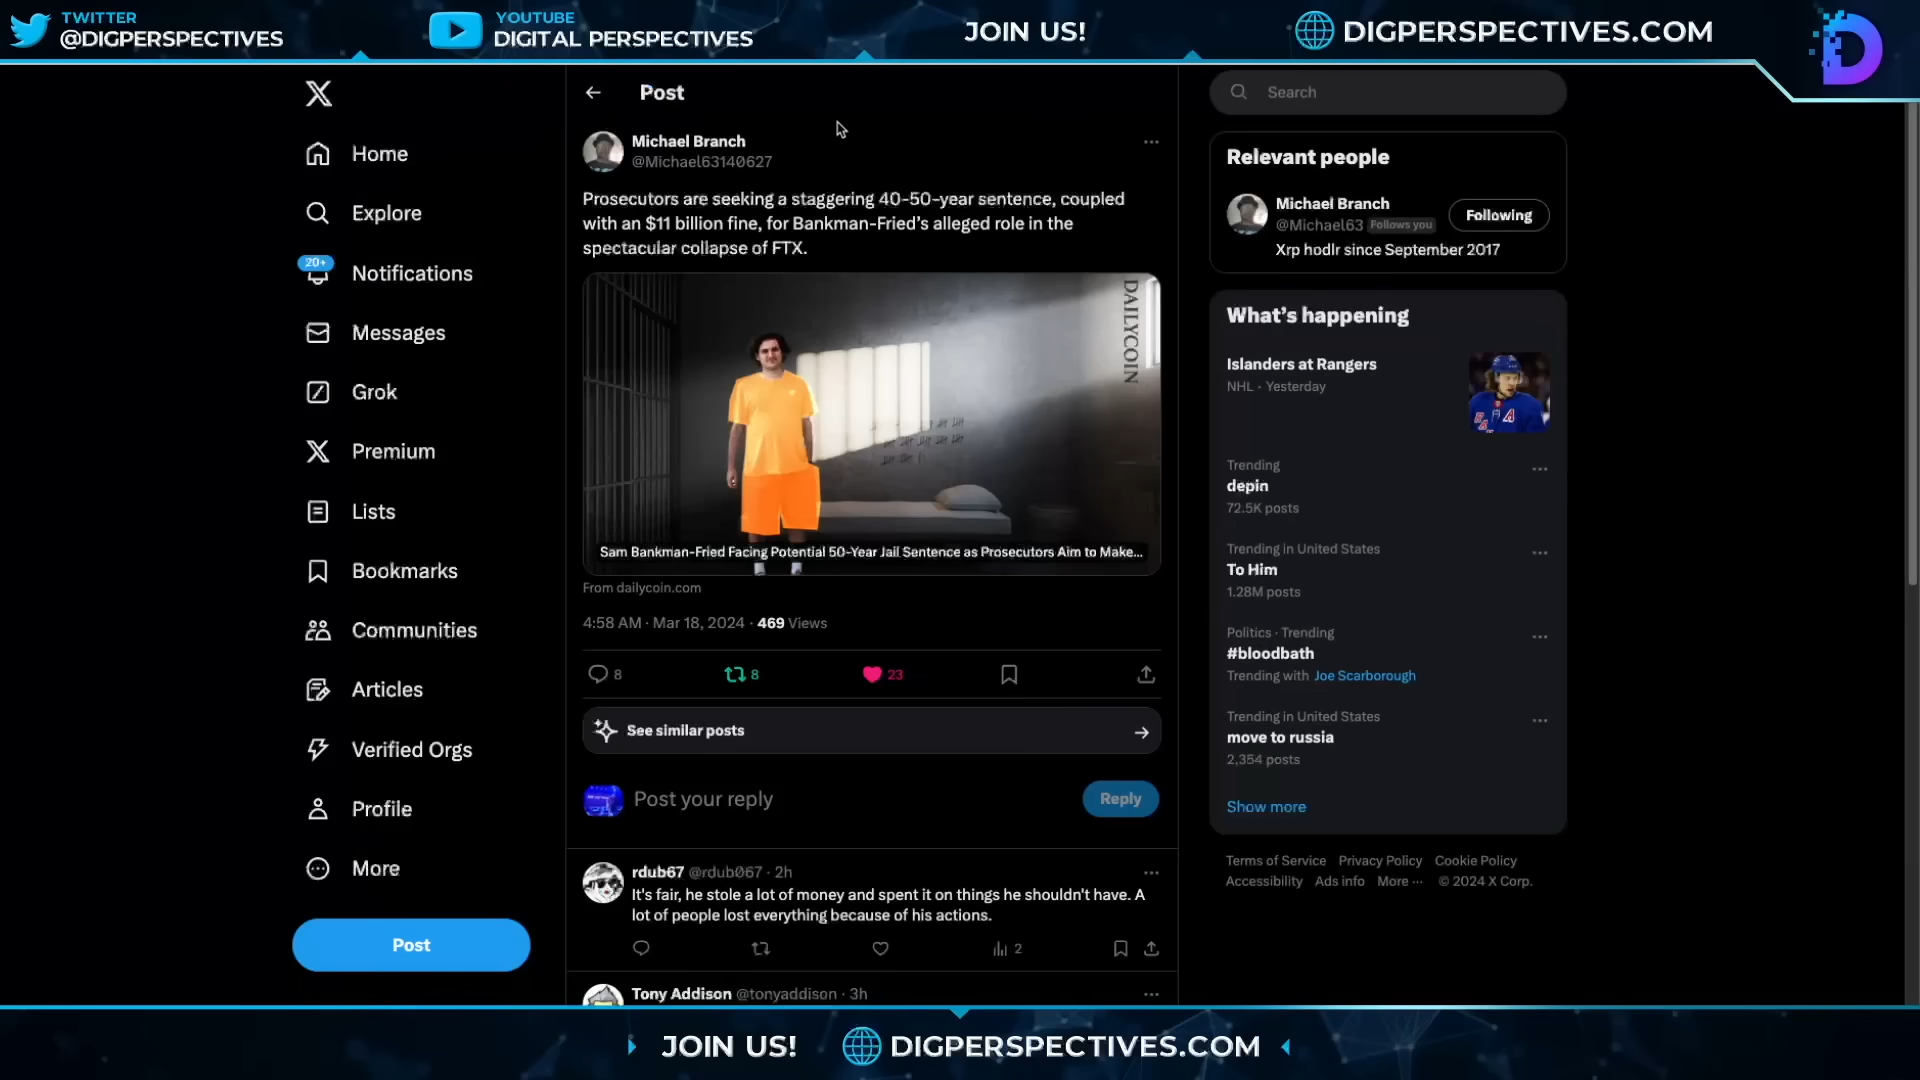 TWITTER
@DIGPERSPECTIVES
YOUTUBE
DIGITAL PERSPECTIVES
JOIN US!
DIGPERSPECTIVES.COM
Home
Explore
20+
Notifications
Messages
Grok
Premium
Lists
Bookmarks
Communities
Articles
Verified Orgs
Profile
More
Post
Post
Michael Branch
@Michael63140627
Prosecutors are seeking a staggering 40-50-year sentence, coupled
with an $11 billion fine, for Bankman-Fried's alleged role in the
spectacular collapse of FTX.
DAILYCOIN
Sam Bankman-Fried Facing Potential 50-Year Jail Sentence as Prosecutors Aim to Make...
From dailycoin.com
4:58 AM · Mar 18, 2024 · 469 Views
8
8
23
See similar posts
Post your reply
Reply
rdub67 @rdub067 · 2h
It's fair, he stole a lot of money and spent it on things he shouldn't have. A
lot of people lost everything because of his actions.
2
Tony Addison @tonyaddison · 3h
Search
Relevant people
Michael Branch
@Michael63 Follows you
Following
Xrp hodlr since September 2017
What's happening
Islanders at Rangers
NHL · Yesterday
Trending
depin
72.5K posts
Trending in United States
To Him
1.28M posts
Politics · Trending
#bloodbath
Trending with Joe Scarborough
Trending in United States
move to russia
2,354 posts
Show more
Terms of Service Privacy Policy Cookie Policy
Accessibility Ads info More ··· © 2024 X Corp.
JOIN US!
DIGPERSPECTIVES.COM